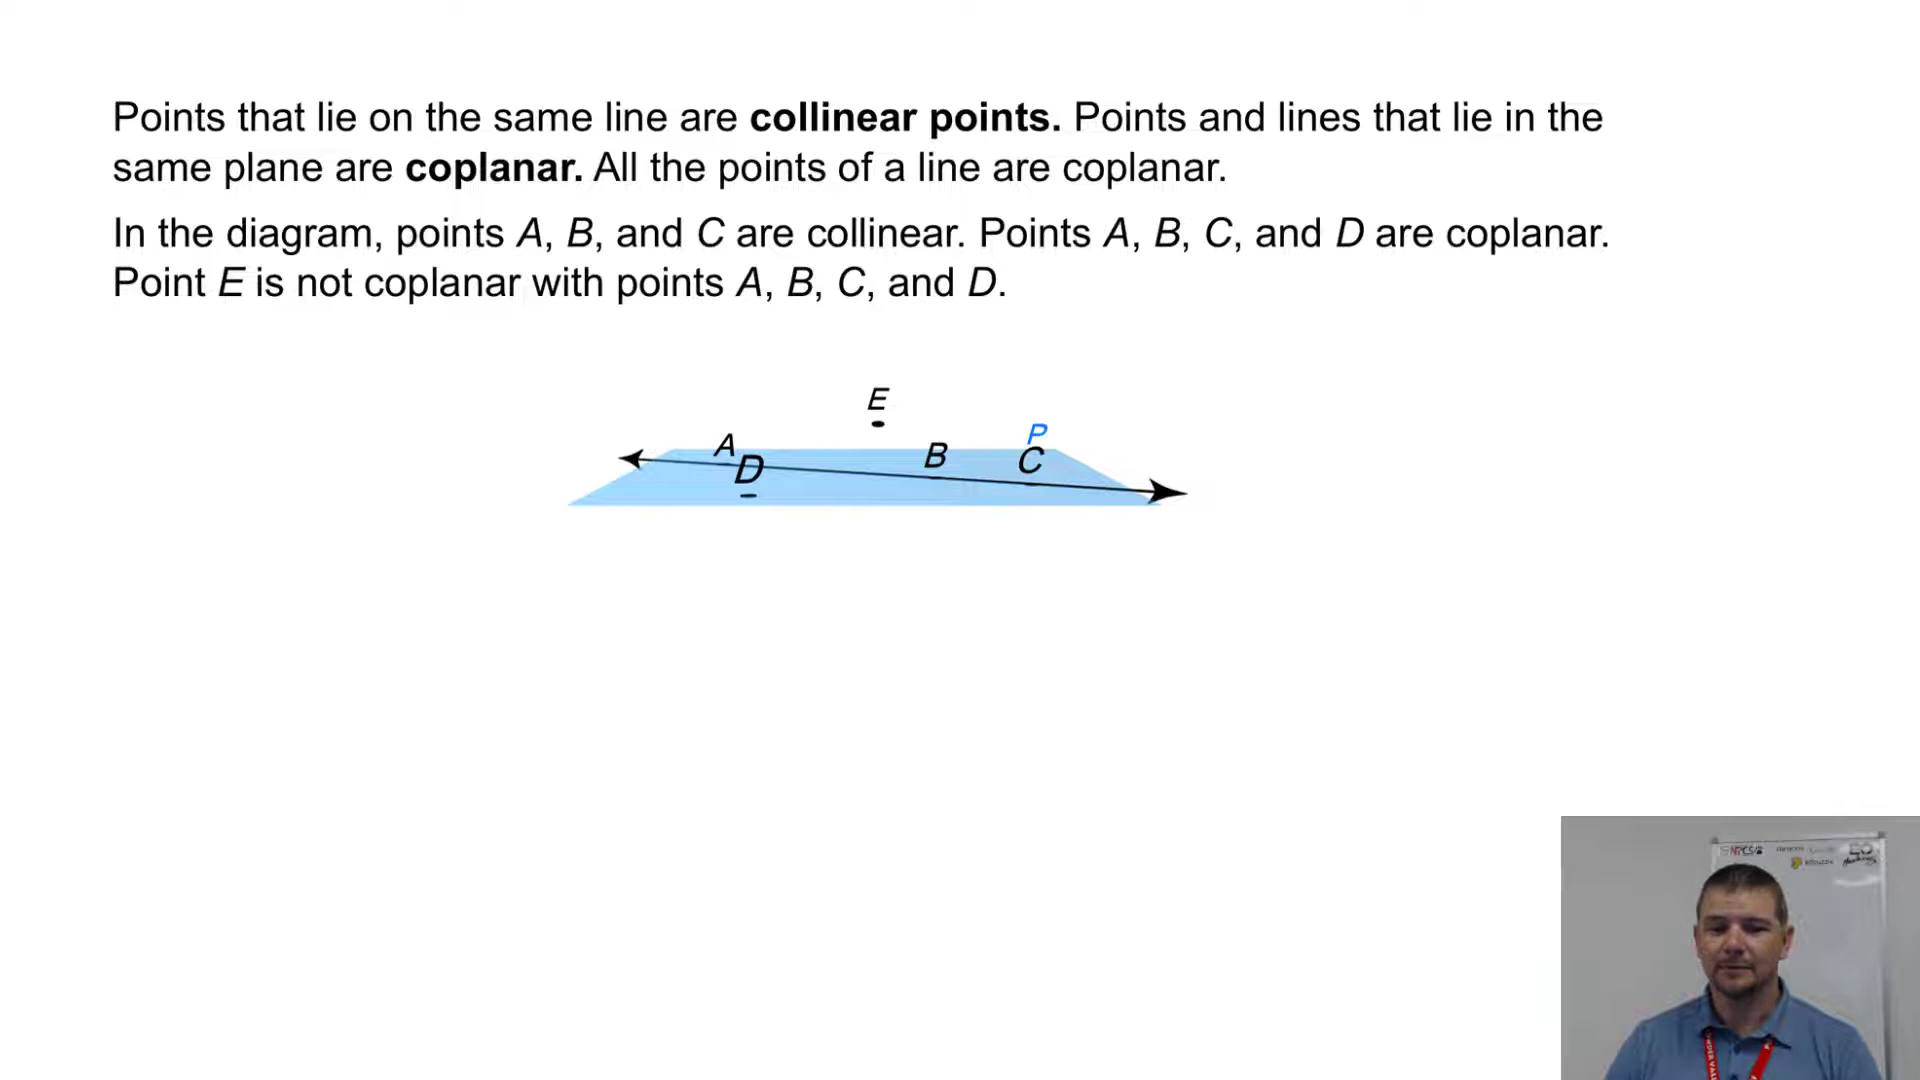 Points that lie on the same line are collinear points. Points and lines that lie in the
same plane are coplanar. All the points of a line are coplanar.
In the diagram, points A, B, and C are collinear. Points A, B, C, and D are coplanar.
Point E is not coplanar with points A, B, C, and D.
E
P
A
B
C
D